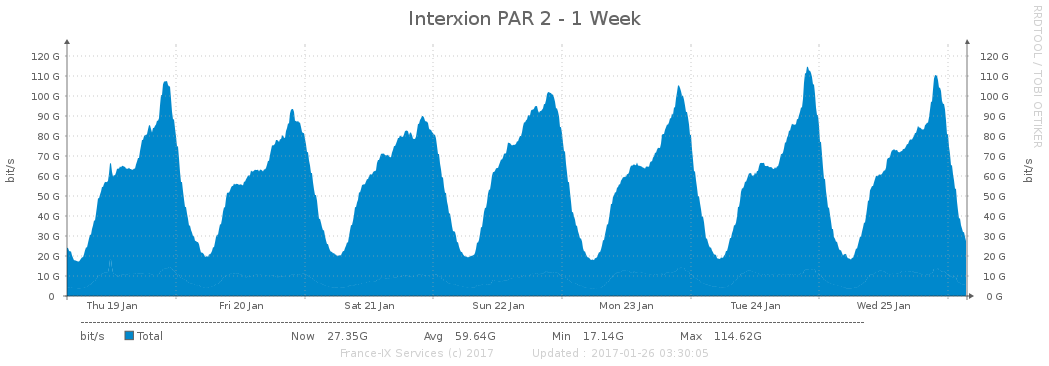 Interxion PAR 2 - 1 Week
RRDTOOL / TOBI OETIKER
bit/s
120 G 120 G
110 G 110 G
100 G 100 G
90 G 90 G
80 G 80 G
70 G 70 G
60 G 60 G
50 G 50 G
40 G 40 G
30 G 30 G
20 G 20 G
10 G 10 G
0 0 G
bit/s
Thu 19 Jan Fri 20 Jan Sat 21 Jan Sun 22 Jan Mon 23 Jan Tue 24 Jan Wed 25 Jan
bit/s Total Now 27.35G Avg 59.64G Min 17.14G Max 114.62G
France-IX Services (c) 2017 Updated : 2017-01-26 03:30:05